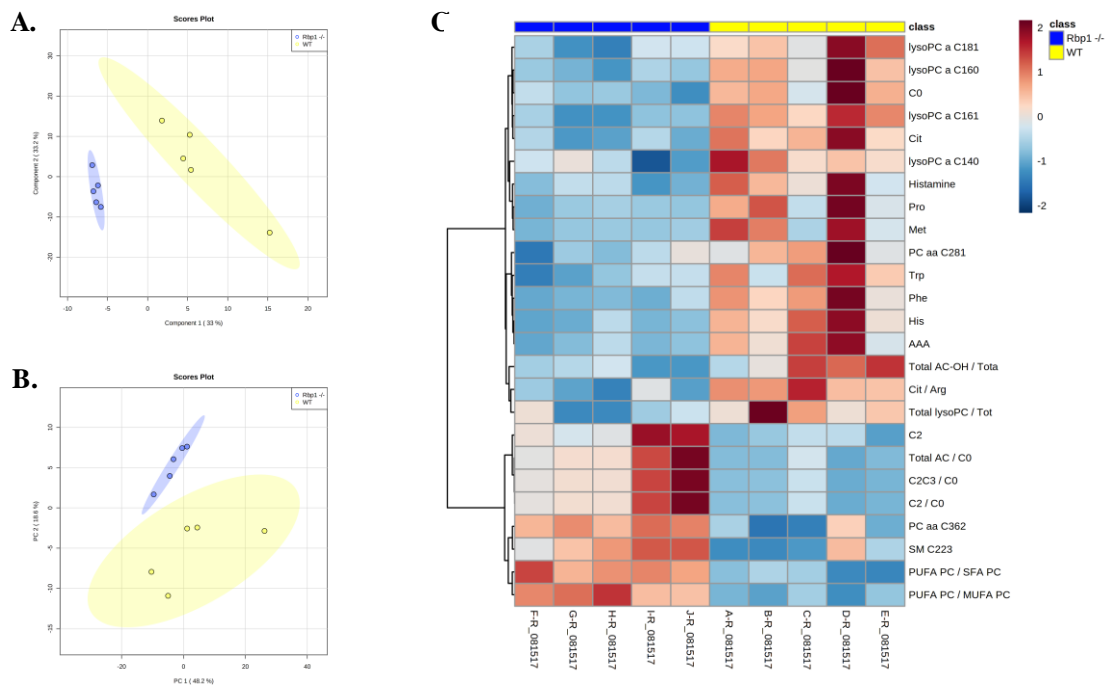 A.
Scores Plot
Rbp1 -/-
WT
Component 2 ( 33.2 %)
30
20
10
0
-10
-20
-10
-5
0
5
10
15
20
Component 1 ( 33 %)
B.
Scores Plot
Rbp1 -/-
WT
PC 2 ( 18.6 %)
10
5
0
-5
-10
-15
-20
0
20
40
PC 1 ( 48.2 %)
C
class
lysoPC a C181
lysoPC a C160
C0
lysoPC a C161
Cit
lysoPC a C140
Histamine
Pro
Met
PC aa C281
Trp
Phe
His
AAA
Total AC-OH / Tota
Cit / Arg
Total lysoPC / Tot
C2
Total AC / C0
C2C3 / C0
C2 / C0
PC aa C362
SM C223
PUFA PC / SFA PC
PUFA PC / MUFA PC
F-R_081517
G-R_081517
H-R_081517
I-R_081517
J-R_081517
A-R_081517
B-R_081517
C-R_081517
D-R_081517
E-R_081517
2
1
0
-1
-2
class
Rbp1 -/-
WT